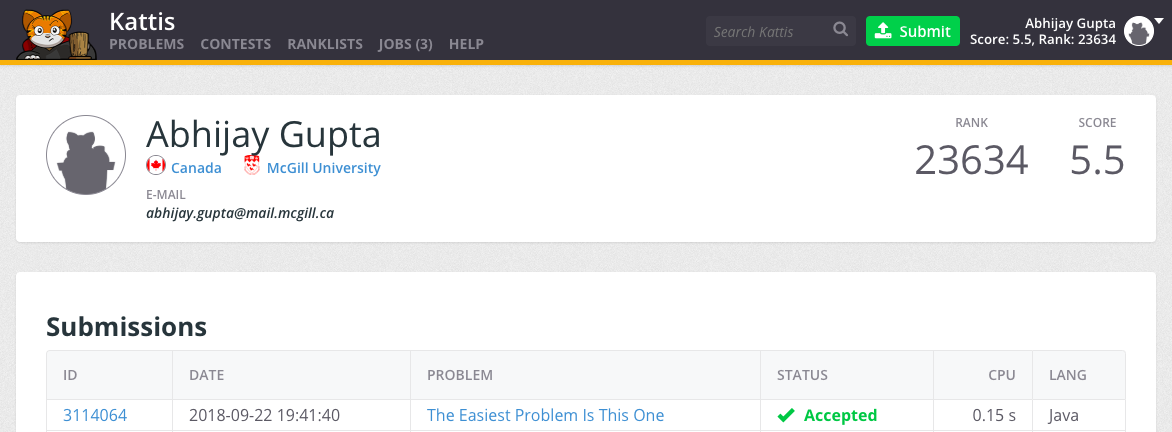 Kattis
PROBLEMS CONTESTS RANKLISTS JOBS (3) HELP
Search Kattis
Submit
Abhijay Gupta
Score: 5.5, Rank: 23634
Abhijay Gupta
Canada McGill University
E-MAIL
abhijay.gupta@mail.mcgill.ca
RANK SCORE
23634 5.5
Submissions
ID DATE PROBLEM STATUS CPU LANG
3114064 2018-09-22 19:41:40 The Easiest Problem Is This One Accepted 0.15 s Java